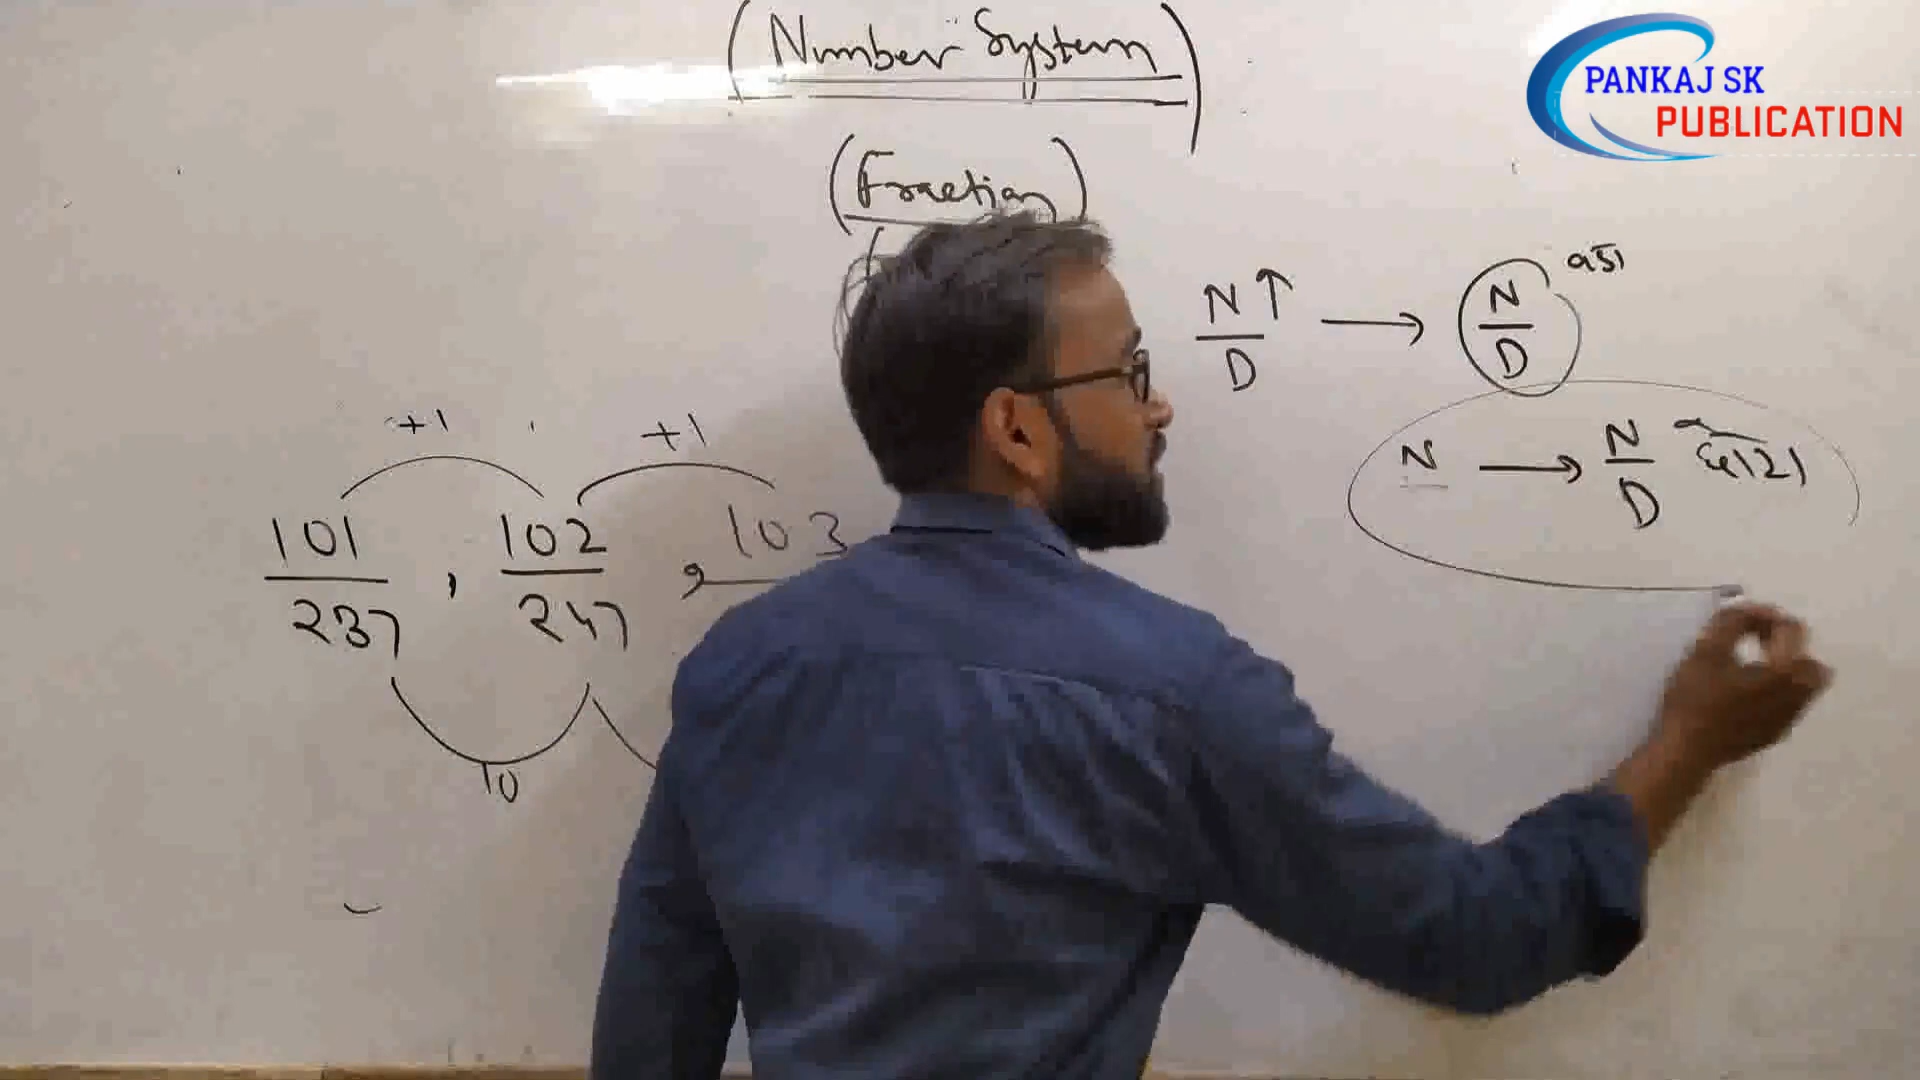 PANKAJ SK
PUBLICATION
(Number System)
(Fraction)
N↑ → N बड़ा
D D
N → N छोटा
D
+1 +1
101 , 102 , 103
237 247
10